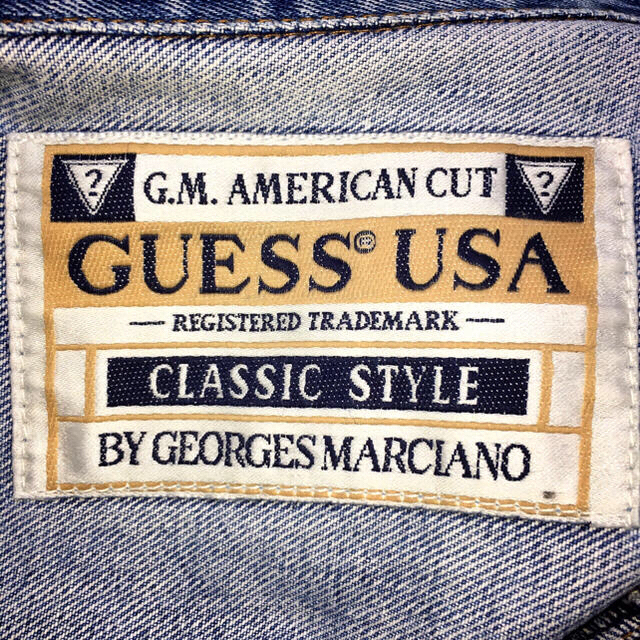 ? G.M. AMERICAN CUT ?
GUESS® USA
— REGISTERED TRADEMARK —
CLASSIC STYLE
BY GEORGES MARCIANO